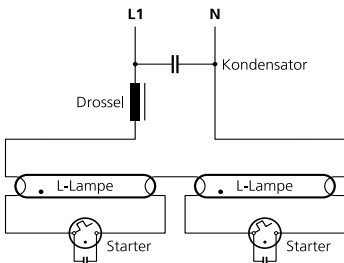 L1 N
Kondensator
Drossel
L-Lampe L-Lampe
Starter Starter